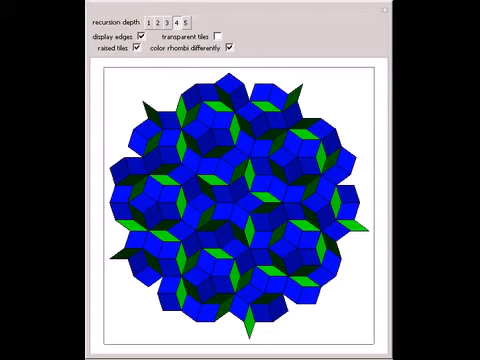 recursion depth 1 2 3 4 5
display edges transparent tiles
raised tiles color rhombi differently